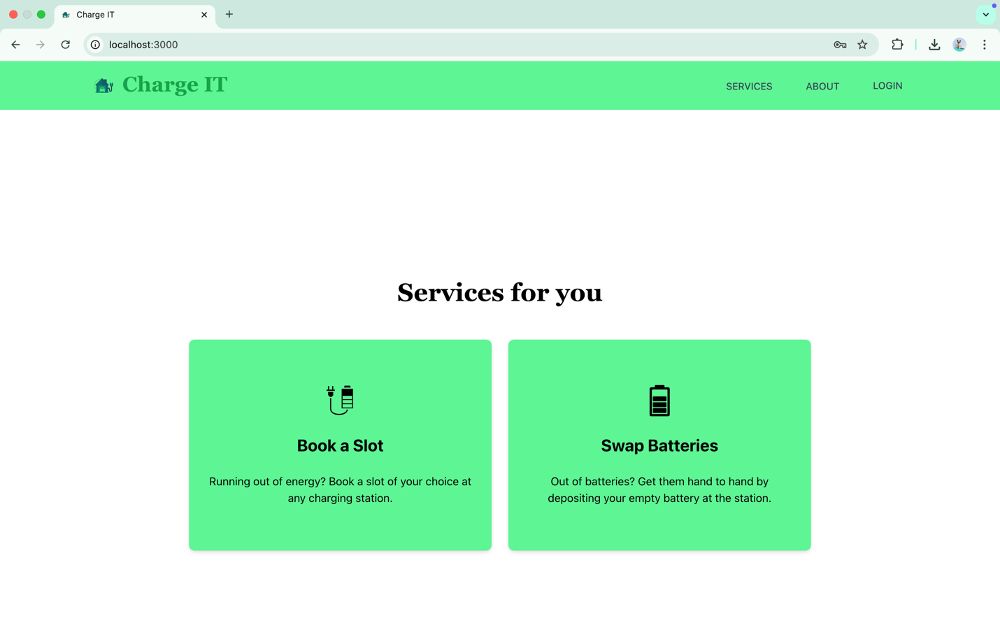 Charge IT
localhost:3000
Charge IT
SERVICES
ABOUT
LOGIN
Services for you
Book a Slot
Running out of energy? Book a slot of your choice at
any charging station.
Swap Batteries
Out of batteries? Get them hand to hand by
depositing your empty battery at the station.